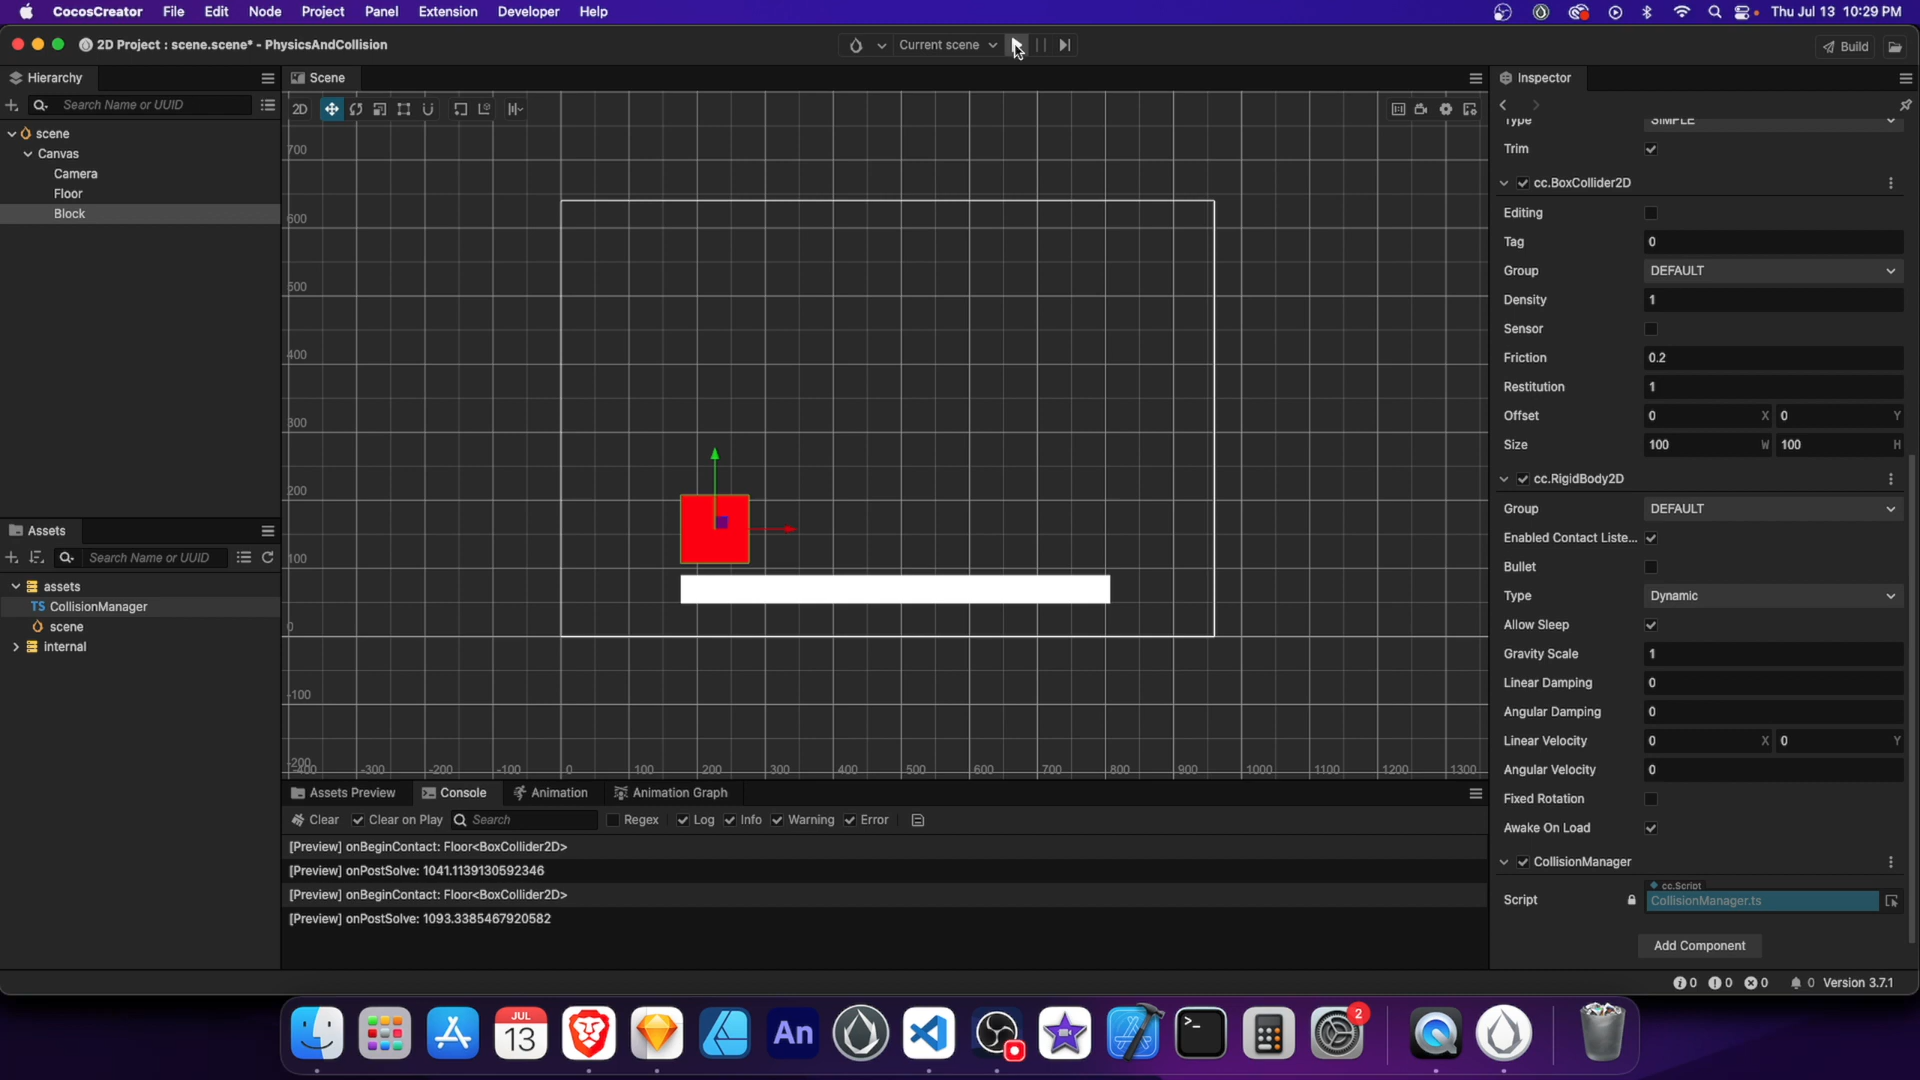 CocosCreator File Edit Node Project Panel Extension Developer Help
Thu Jul 13 10:29 PM
2D Project : scene.scene* - PhysicsAndCollision
Current scene
Build
Hierarchy
Scene
Inspector
Search Name or UUID
2D
scene
Canvas
Camera
Floor
Block
700
600
500
400
300
200
100
0
-100
-200
-400 -300 -200 -100 0 100 200 300 400 500 600 700 800 900 1000 1100 1200 1300
Type SIMPLE
Trim
cc.BoxCollider2D
Editing
Tag 0
Group DEFAULT
Density 1
Sensor
Friction 0.2
Restitution 1
Offset 0 X 0 Y
Size 100 W 100 H
cc.RigidBody2D
Group DEFAULT
Enabled Contact Liste...
Bullet
Type Dynamic
Allow Sleep
Gravity Scale 1
Linear Damping 0
Angular Damping 0
Linear Velocity 0 X 0 Y
Angular Velocity 0
Fixed Rotation
Awake On Load
CollisionManager
cc.Script
Script CollisionManager.ts
Add Component
Assets
Search Name or UUID
assets
TS CollisionManager
scene
internal
Assets Preview Console Animation Animation Graph
Clear Clear on Play Search Regex Log Info Warning Error
[Preview] onBeginContact: Floor<BoxCollider2D>
[Preview] onPostSolve: 1041.1139130592346
[Preview] onBeginContact: Floor<BoxCollider2D>
[Preview] onPostSolve: 1093.3385467920582
0 0 0 0 Version 3.7.1
JUL
13
An
2